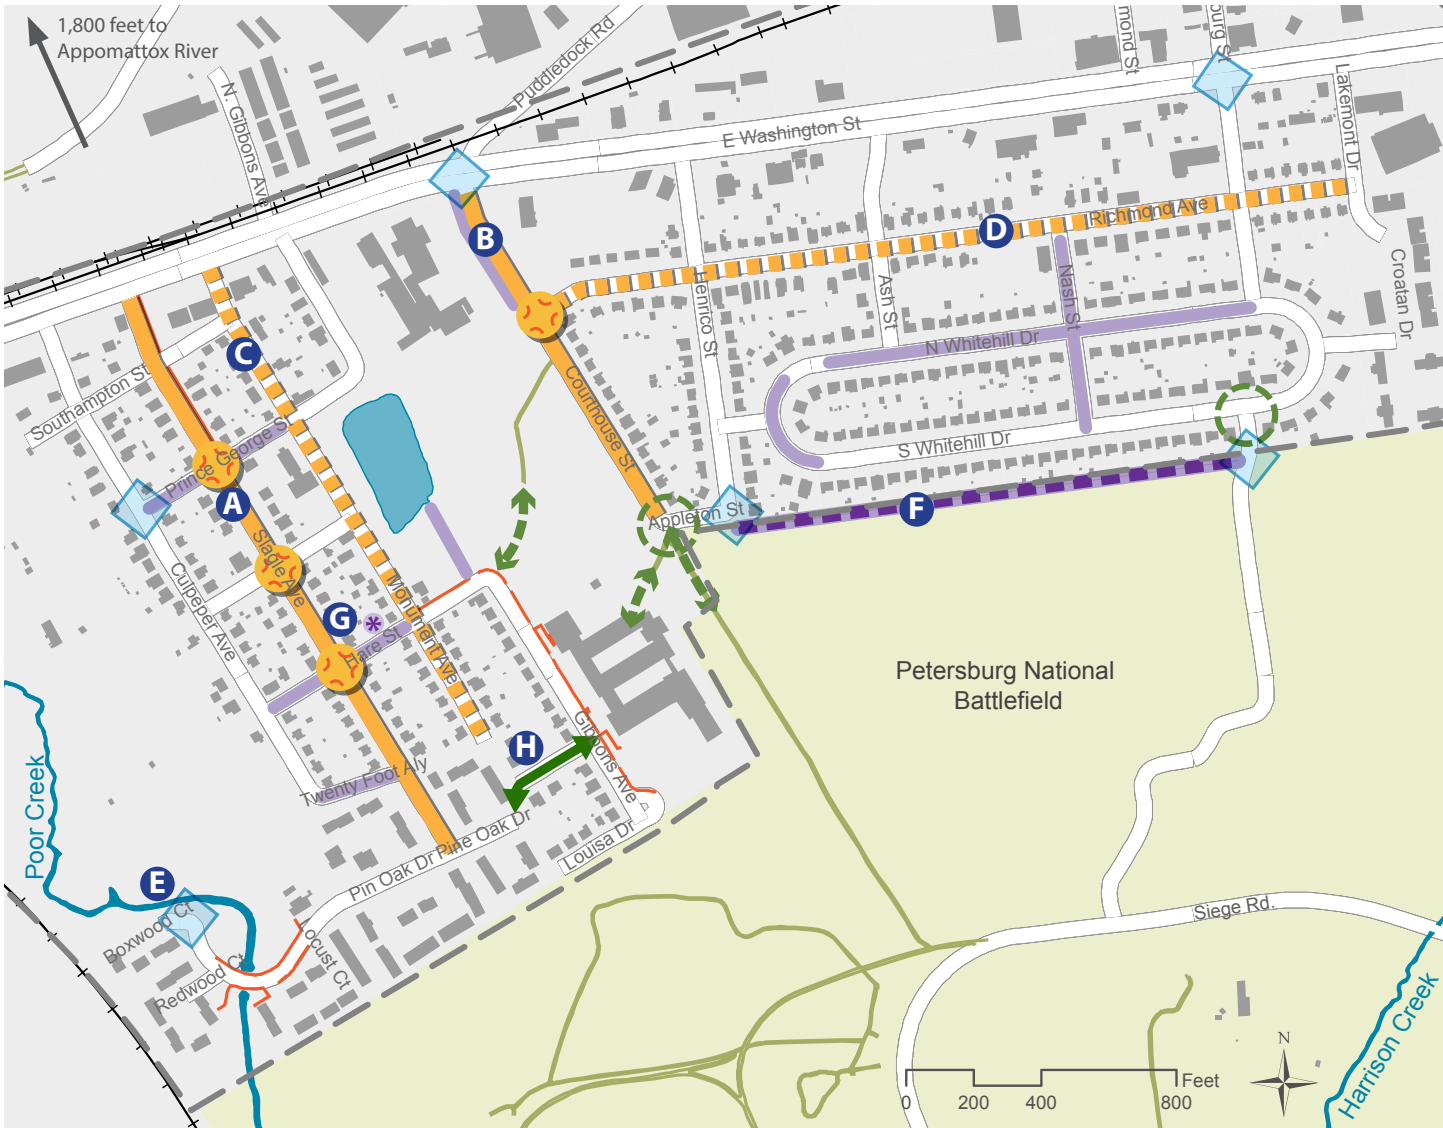 1,800 feet to
Appomattox River
N. Gibbons Ave
Puddledock Rd
mond St
burg St
Lakemont Dr
E Washington St
B
D
Richmond Ave
Croatan Dr
Henrico St
Ash St
Nash St
N Whitehill Dr
C
Southampton St
Courthouse St
S Whitehill Dr
Prince George St
A
Appleton St
F
Slagle Ave
Culpeper Ave
Monument Ave
G
*
Hare St
Petersburg National
Battlefield
Gibbons Ave
H
Twenty Foot Aly
Poor Creek
Pin Oak Dr
Pine Oak Dr
Louisa Dr
E
Boxwood Ct
Locust Ct
Redwood Ct
Siege Rd.
Harrison Creek
N
Feet
0
200
400
800